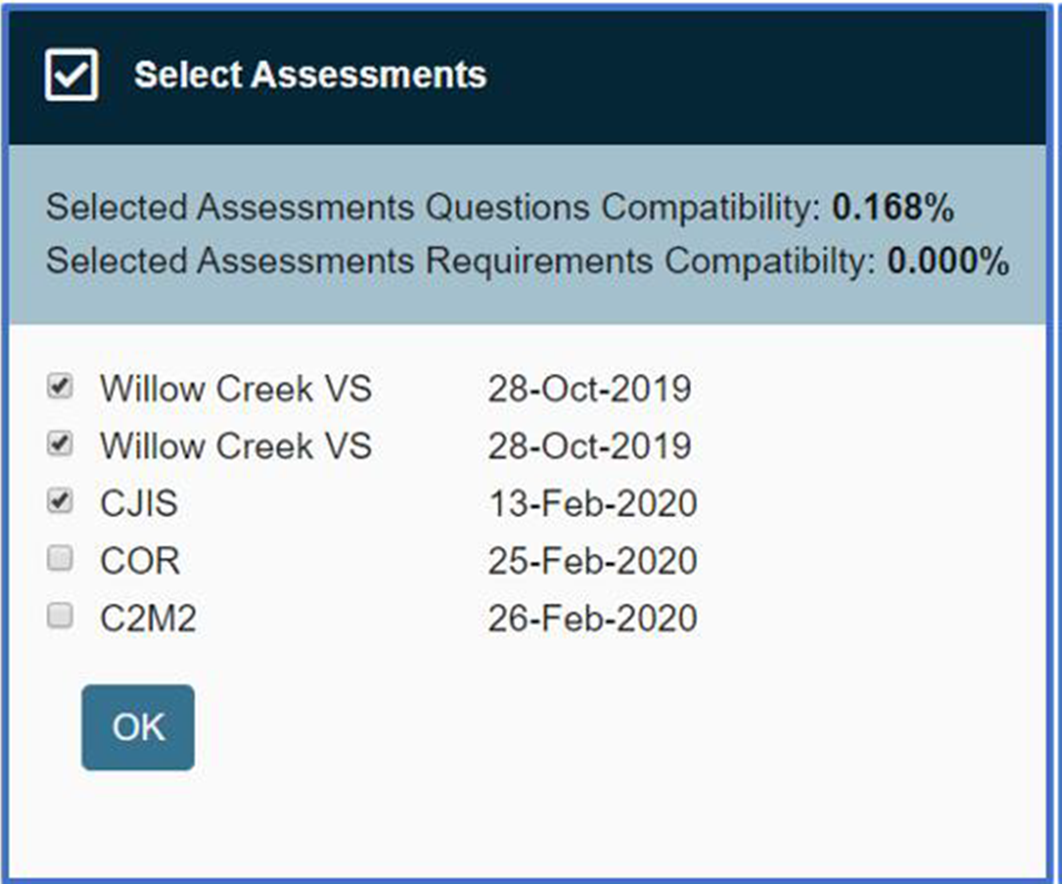 Select Assessments
Selected Assessments Questions Compatibility: 0.168%
Selected Assessments Requirements Compatibilty: 0.000%
Willow Creek VS 28-Oct-2019
Willow Creek VS 28-Oct-2019
CJIS 13-Feb-2020
COR 25-Feb-2020
C2M2 26-Feb-2020
OK